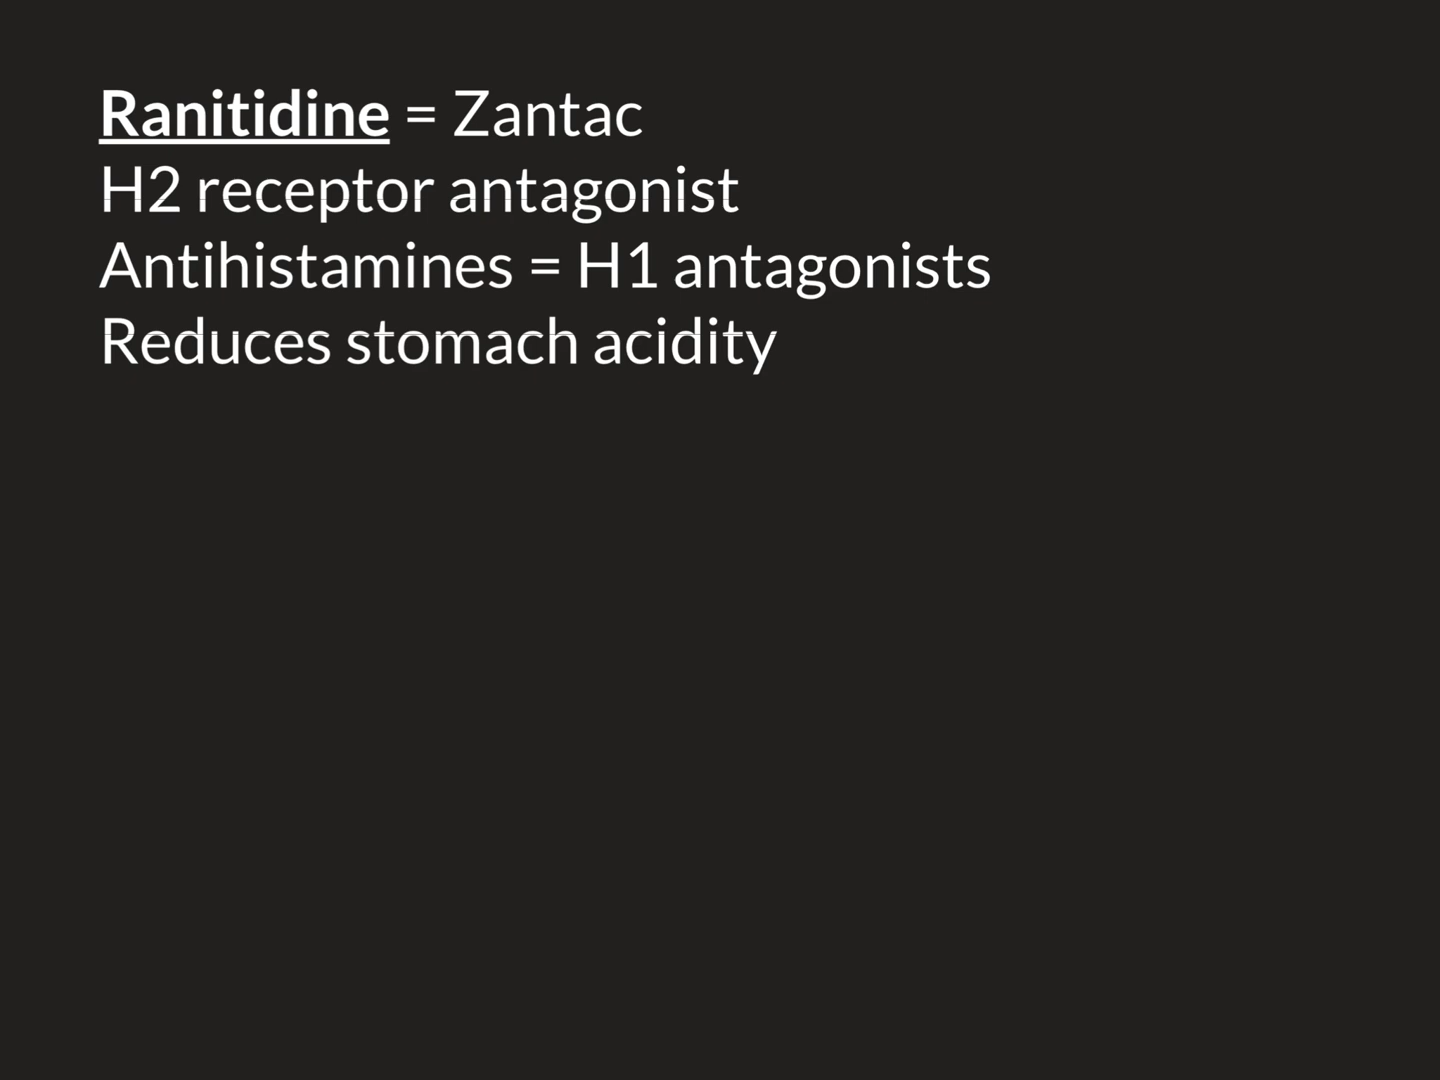 Ranitidine = Zantac
H2 receptor antagonist
Antihistamines = H1 antagonists
Reduces stomach acidity